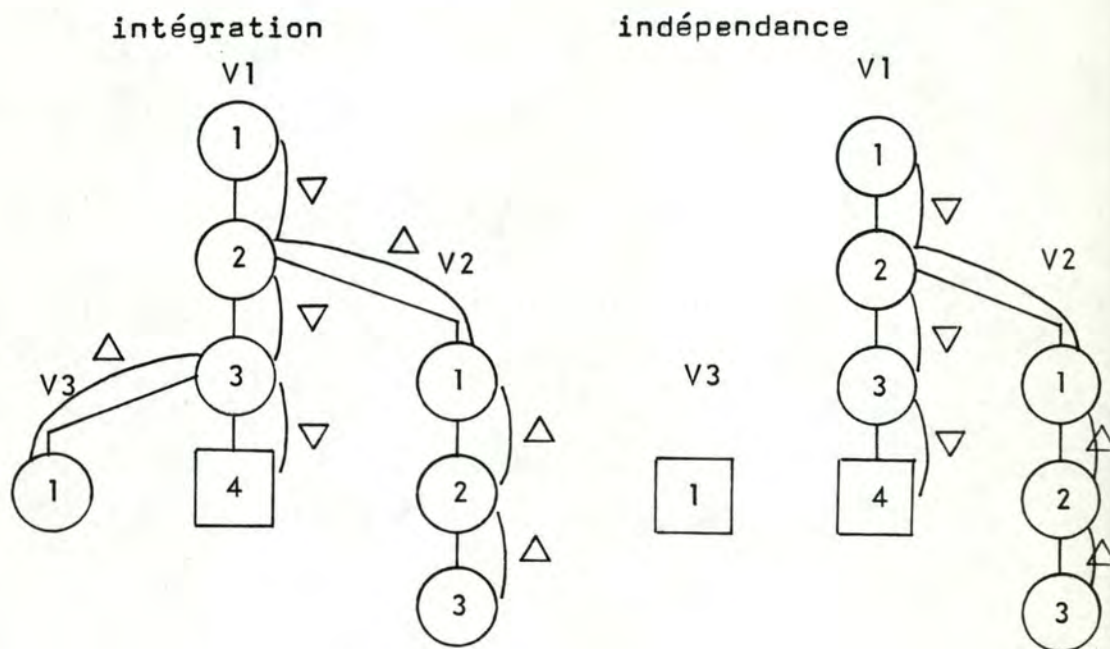 intégration indépendance
V1 V1
1 1
2 2
V2 V2
3 1 3 1
V3 V3
1 4 2 1 4 2
3 3